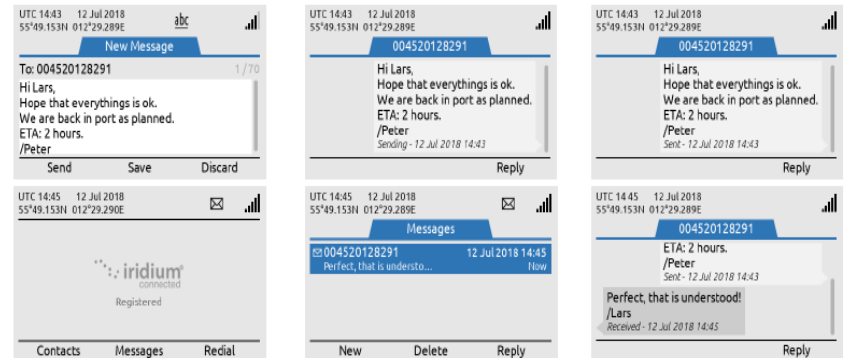 UTC 14:43 12 Jul 2018
55°49.153N 012°29.289E
abc
New Message
To: 004520128291 1 / 70
Hi Lars,
Hope that everythings is ok.
We are back in port as planned.
ETA: 2 hours.
/Peter
Send Save Discard
UTC 14:43 12 Jul 2018
55°49.153N 012°29.289E
004520128291
Hi Lars,
Hope that everythings is ok.
We are back in port as planned.
ETA: 2 hours.
/Peter
Sending - 12 Jul 2018 14:43
Reply
UTC 14:43 12 Jul 2018
55°49.153N 012°29.289E
004520128291
Hi Lars,
Hope that everythings is ok.
We are back in port as planned.
ETA: 2 hours.
/Peter
Sent - 12 Jul 2018 14:43
Reply
UTC 14:45 12 Jul 2018
55°49.153N 012°29.290E
iridium
connected
Registered
Contacts Messages Redial
UTC 14:45 12 Jul 2018
55°49.153N 012°29.289E
Messages
004520128291 12 Jul 2018 14:45
Perfect, that is understo... Now
New Delete Reply
UTC 14 45 12 Jul 2018
55°49.153N 012°29.289E
004520128291
ETA: 2 hours.
/Peter
Sent - 12 Jul 2018 14:43
Perfect, that is understood!
/Lars
Received - 12 Jul 2018 14:45
Reply